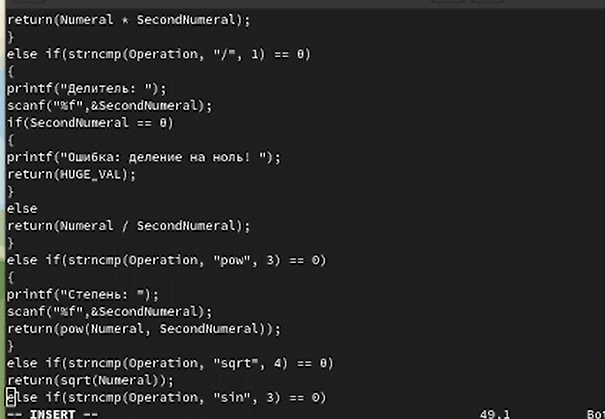 return(Numeral * SecondNumeral);
}
else if(strncmp(Operation, "/", 1) == 0)
{
printf("Делитель: ");
scanf("%f",&SecondNumeral);
if(SecondNumeral == 0)
{
printf("Ошибка: деление на ноль! ");
return(HUGE_VAL);
}
else
return(Numeral / SecondNumeral);
}
else if(strncmp(Operation, "pow", 3) == 0)
{
printf("Степень: ");
scanf("%f",&SecondNumeral);
return(pow(Numeral, SecondNumeral));
}
else if(strncmp(Operation, "sqrt", 4) == 0)
return(sqrt(Numeral));
else if(strncmp(Operation, "sin", 3) == 0)
-- INSERT -- 49,1 Bot